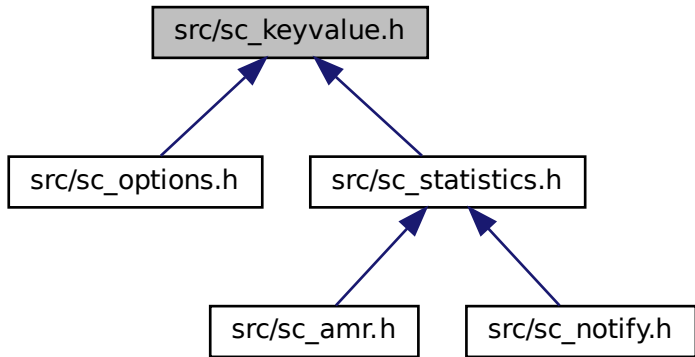 src/sc_keyvalue.h
src/sc_options.h
src/sc_statistics.h
src/sc_amr.h
src/sc_notify.h